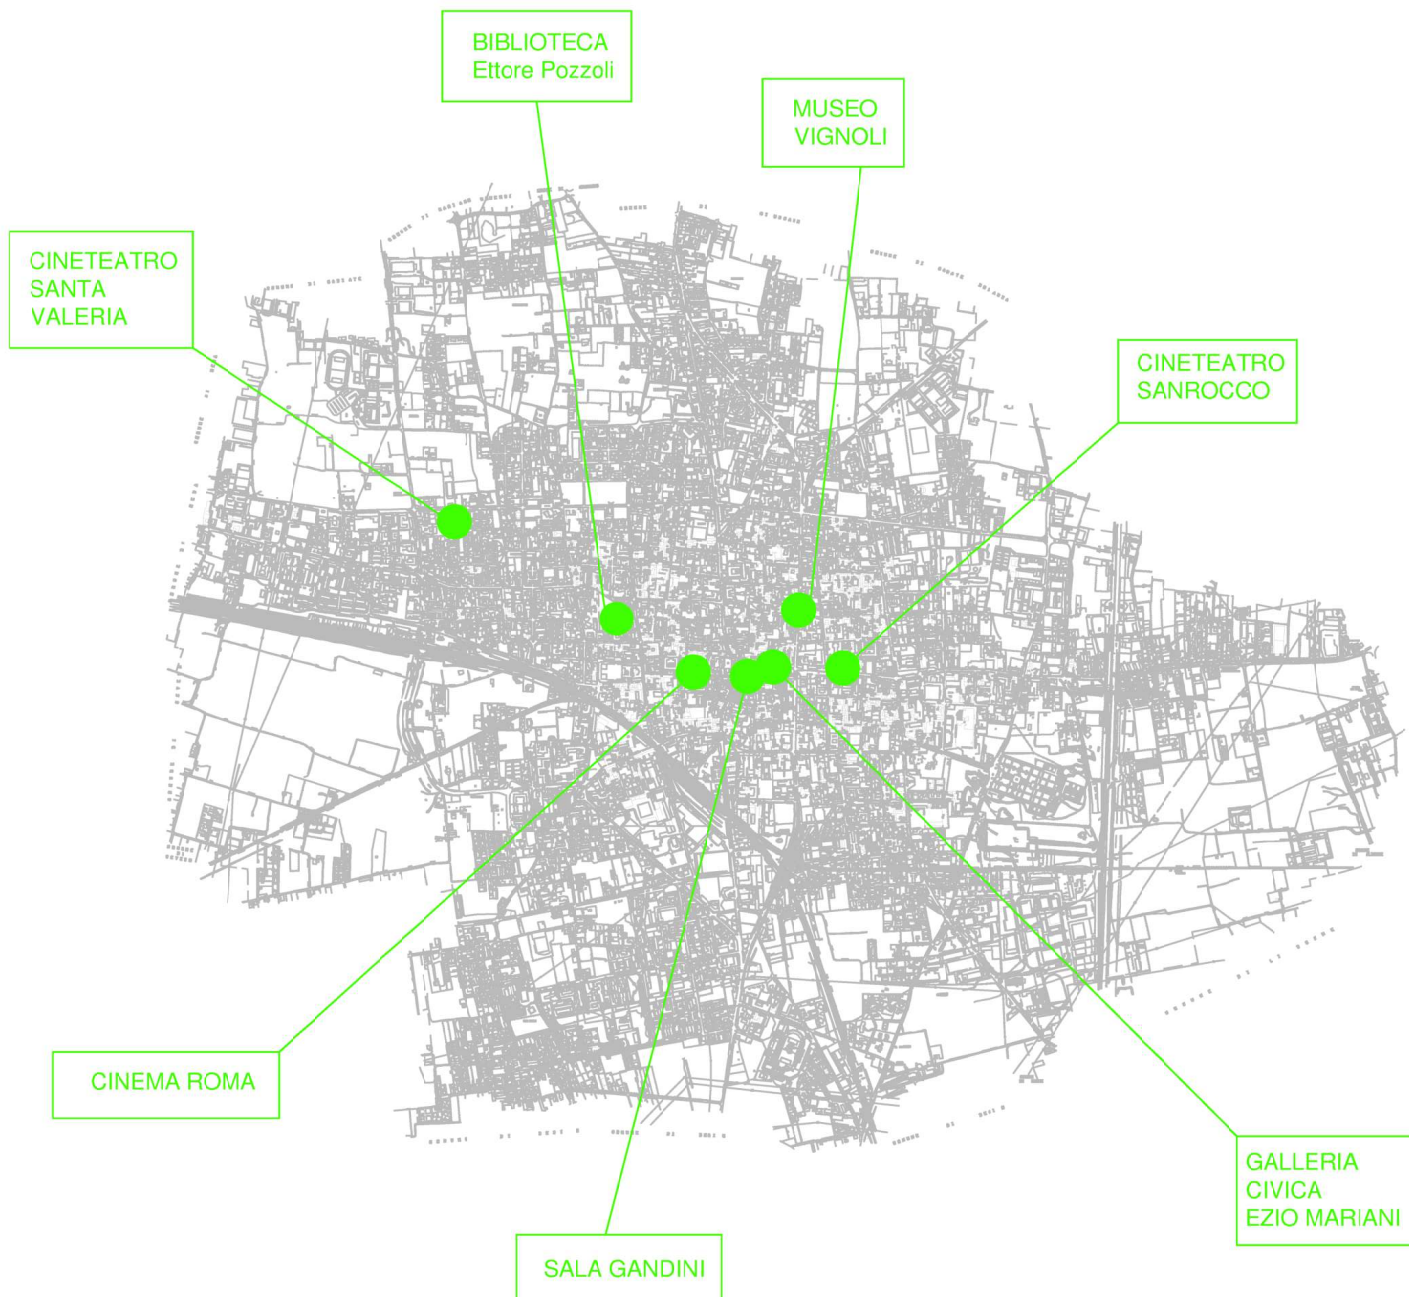 BIBLIOTECA
Ettore Pozzoli
MUSEO
VIGNOLI
CINETEATRO
SANTA
VALERIA
CINETEATRO
SANROCCO
CINEMA ROMA
GALLERIA
CIVICA
EZIO MARIANI
SALA GANDINI